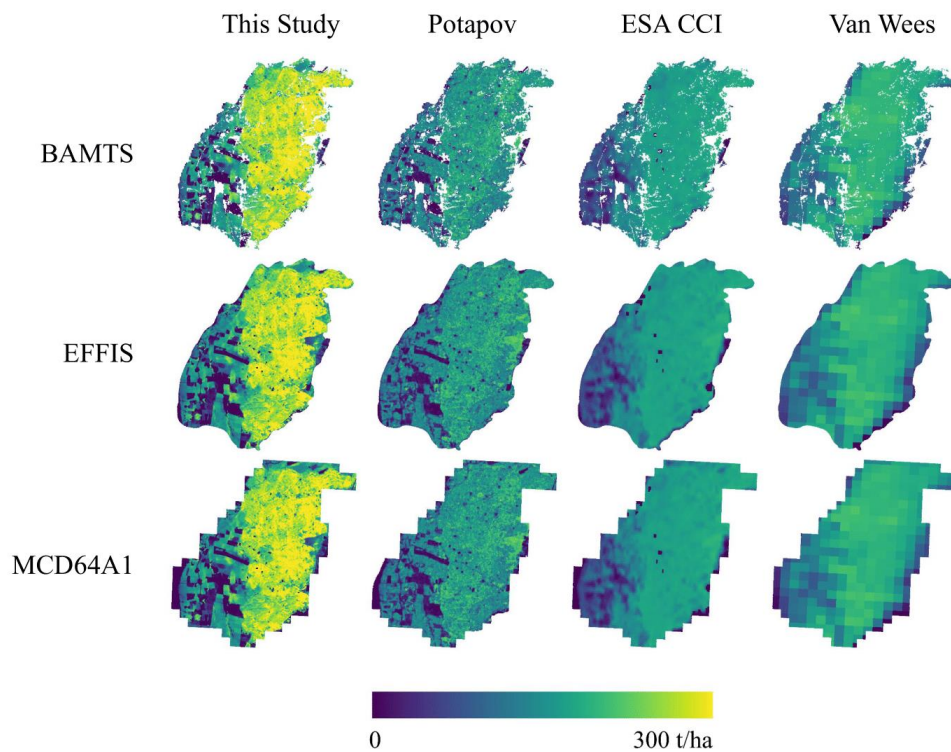 This Study Potapov ESA CCI Van Wees
BAMTS
EFFIS
MCD64A1
0 300 t/ha